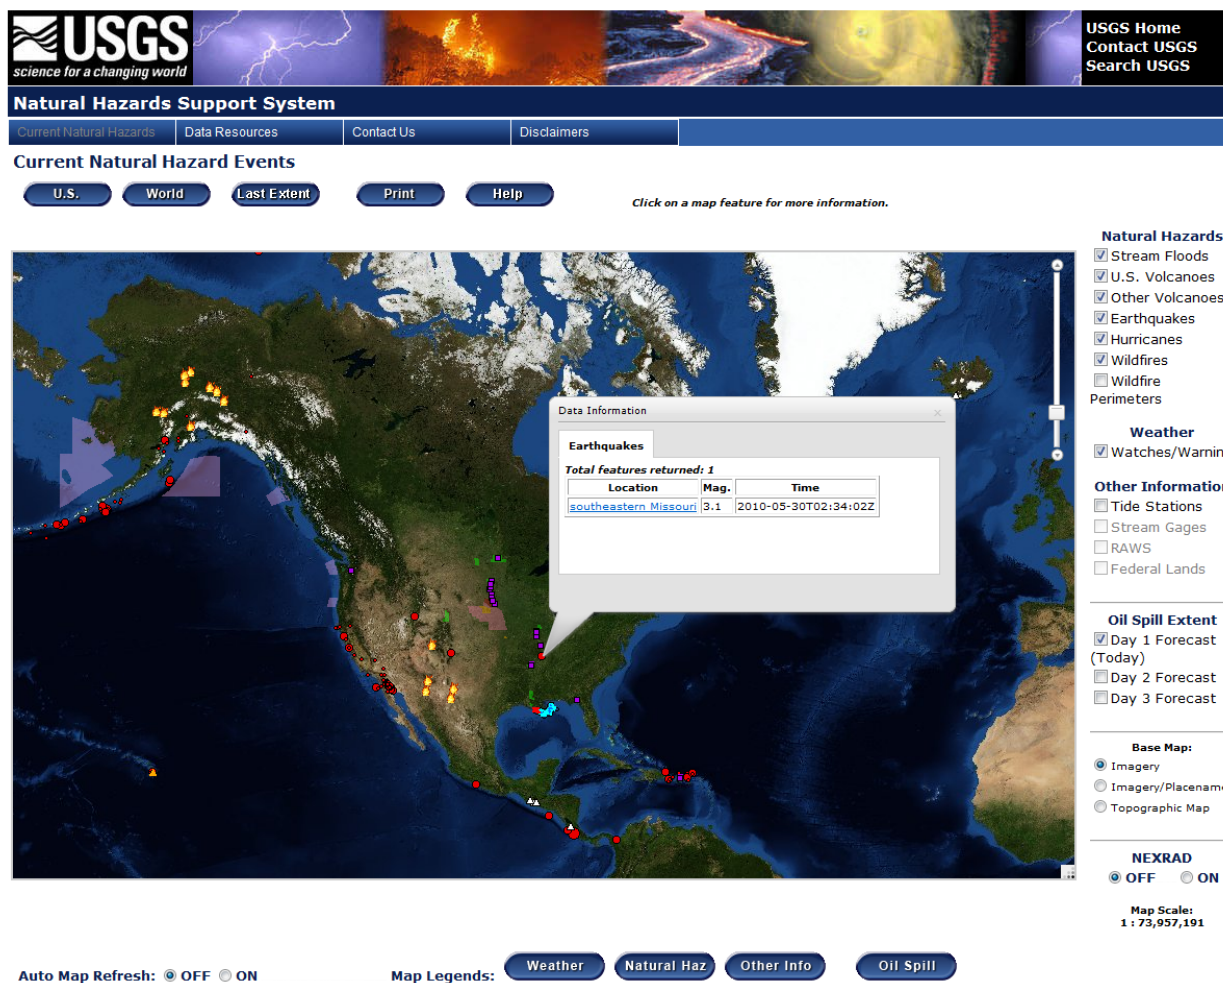 USGS
science for a changing world
USGS Home
Contact USGS
Search USGS
Natural Hazards Support System
Current Natural Hazards Data Resources Contact Us Disclaimers
Current Natural Hazard Events
U.S. World Last Extent Print Help
Click on a map feature for more information.
Natural Hazards
Stream Floods
U.S. Volcanoes
Other Volcanoes
Earthquakes
Hurricanes
Wildfires
Wildfire
Perimeters
Weather
Watches/Warnin
Other Information
Tide Stations
Stream Gages
RAWS
Federal Lands
Oil Spill Extent
Day 1 Forecast
(Today)
Day 2 Forecast
Day 3 Forecast
Base Map:
Imagery
Imagery/Placename
Topographic Map
NEXRAD
OFF ON
Map Scale:
1 : 73,957,191
Data Information
Earthquakes
Total features returned: 1
Location Mag. Time
southeastern Missouri 3.1 2010-05-30T02:34:02Z
Auto Map Refresh: OFF ON Map Legends: Weather Natural Haz Other Info Oil Spill